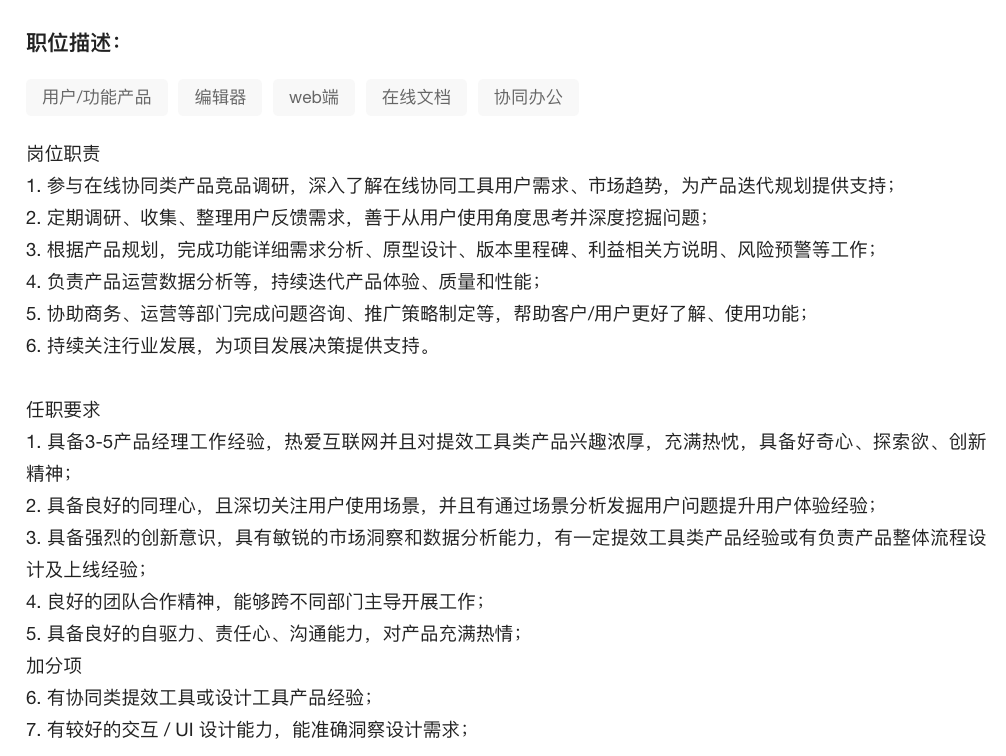 职位描述：
用户/功能产品 编辑器 web端 在线文档 协同办公
岗位职责
1. 参与在线协同类产品竞品调研，深入了解在线协同工具用户需求、市场趋势，为产品迭代规划提供支持；
2. 定期调研、收集、整理用户反馈需求，善于从用户使用角度思考并深度挖掘问题；
3. 根据产品规划，完成功能详细需求分析、原型设计、版本里程碑、利益相关方说明、风险预警等工作；
4. 负责产品运营数据分析等，持续迭代产品体验、质量和性能；
5. 协助商务、运营等部门完成问题咨询、推广策略制定等，帮助客户/用户更好了解、使用功能；
6. 持续关注行业发展，为项目发展决策提供支持。
任职要求
1. 具备3-5产品经理工作经验，热爱互联网并且对提效工具类产品兴趣浓厚，充满热忱，具备好奇心、探索欲、创新
精神；
2. 具备良好的同理心，且深切关注用户使用场景，并且有通过场景分析发掘用户问题提升用户体验经验；
3. 具备强烈的创新意识，具有敏锐的市场洞察和数据分析能力，有一定提效工具类产品经验或有负责产品整体流程设
计及上线经验；
4. 良好的团队合作精神，能够跨不同部门主导开展工作；
5. 具备良好的自驱力、责任心、沟通能力，对产品充满热情；
加分项
6. 有协同类提效工具或设计工具产品经验；
7. 有较好的交互 / UI 设计能力，能准确洞察设计需求；